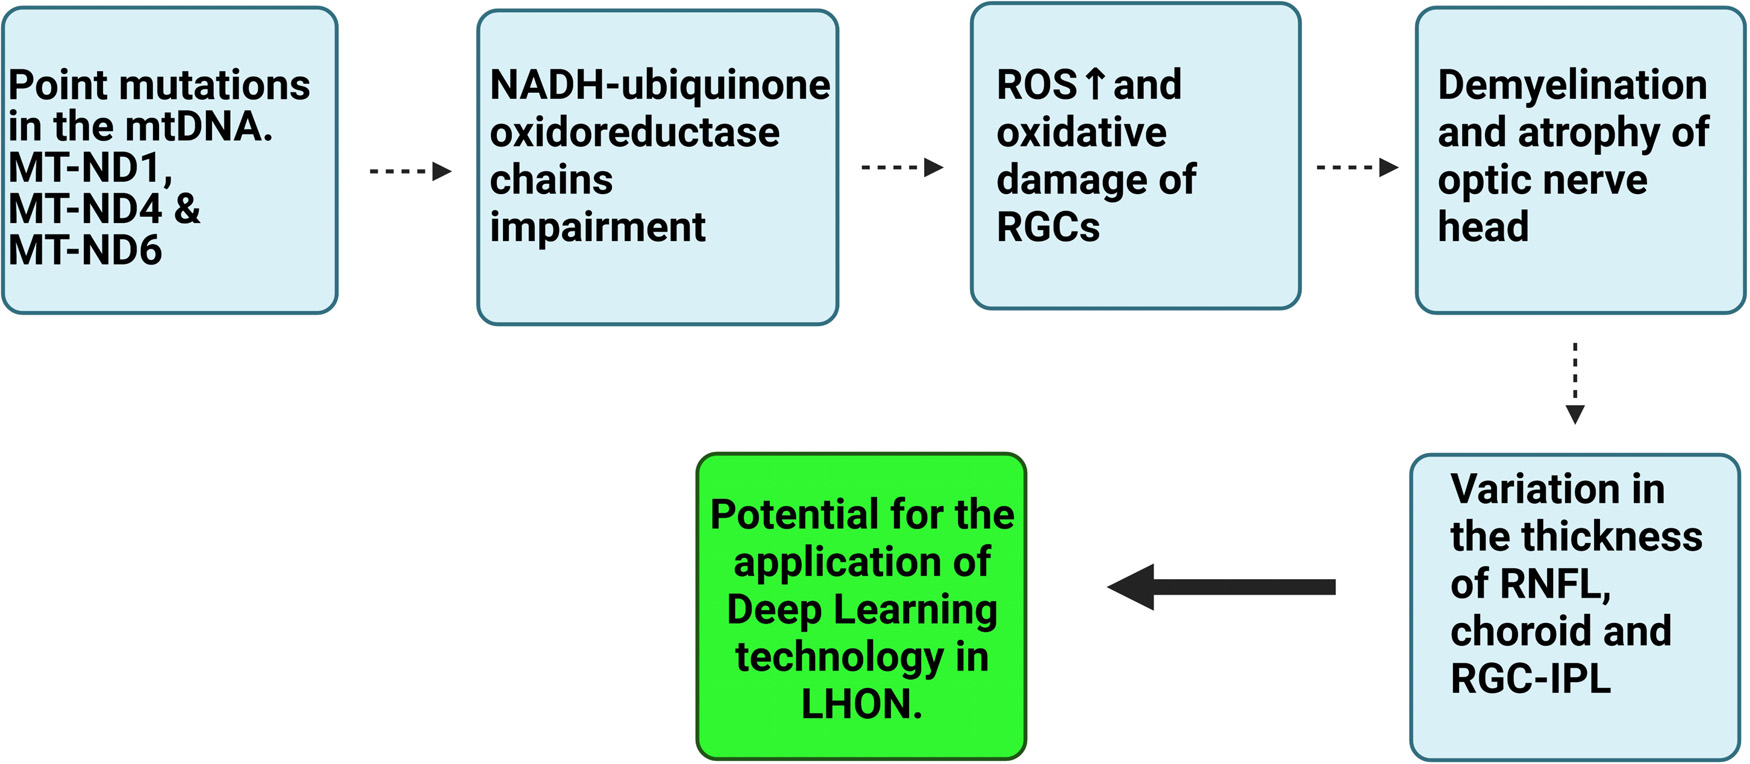 Point mutations
in the mtDNA.
MT-ND1,
MT-ND4 &
MT-ND6
NADH-ubiquinone
oxidoreductase
chains
impairment
ROS↑and
oxidative
damage of
RGCs
Demyelination
and atrophy of
optic nerve
head
Variation in
the thickness
of RNFL,
choroid and
RGC-IPL
Potential for the
application of
Deep Learning
technology in
LHON.